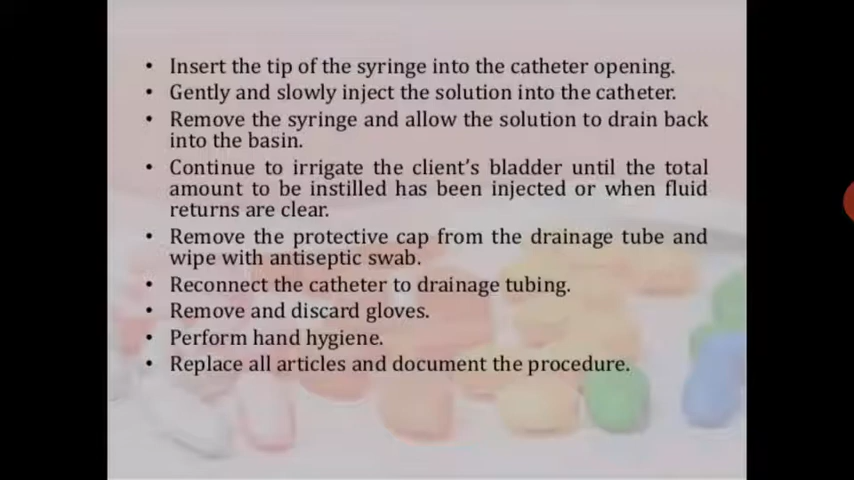 • Insert the tip of the syringe into the catheter opening.
• Gently and slowly inject the solution into the catheter.
• Remove the syringe and allow the solution to drain back
into the basin.
• Continue to irrigate the client's bladder until the total
amount to be instilled has been injected or when fluid
returns are clear.
• Remove the protective cap from the drainage tube and
wipe with antiseptic swab.
• Reconnect the catheter to drainage tubing.
• Remove and discard gloves.
• Perform hand hygiene.
• Replace all articles and document the procedure.